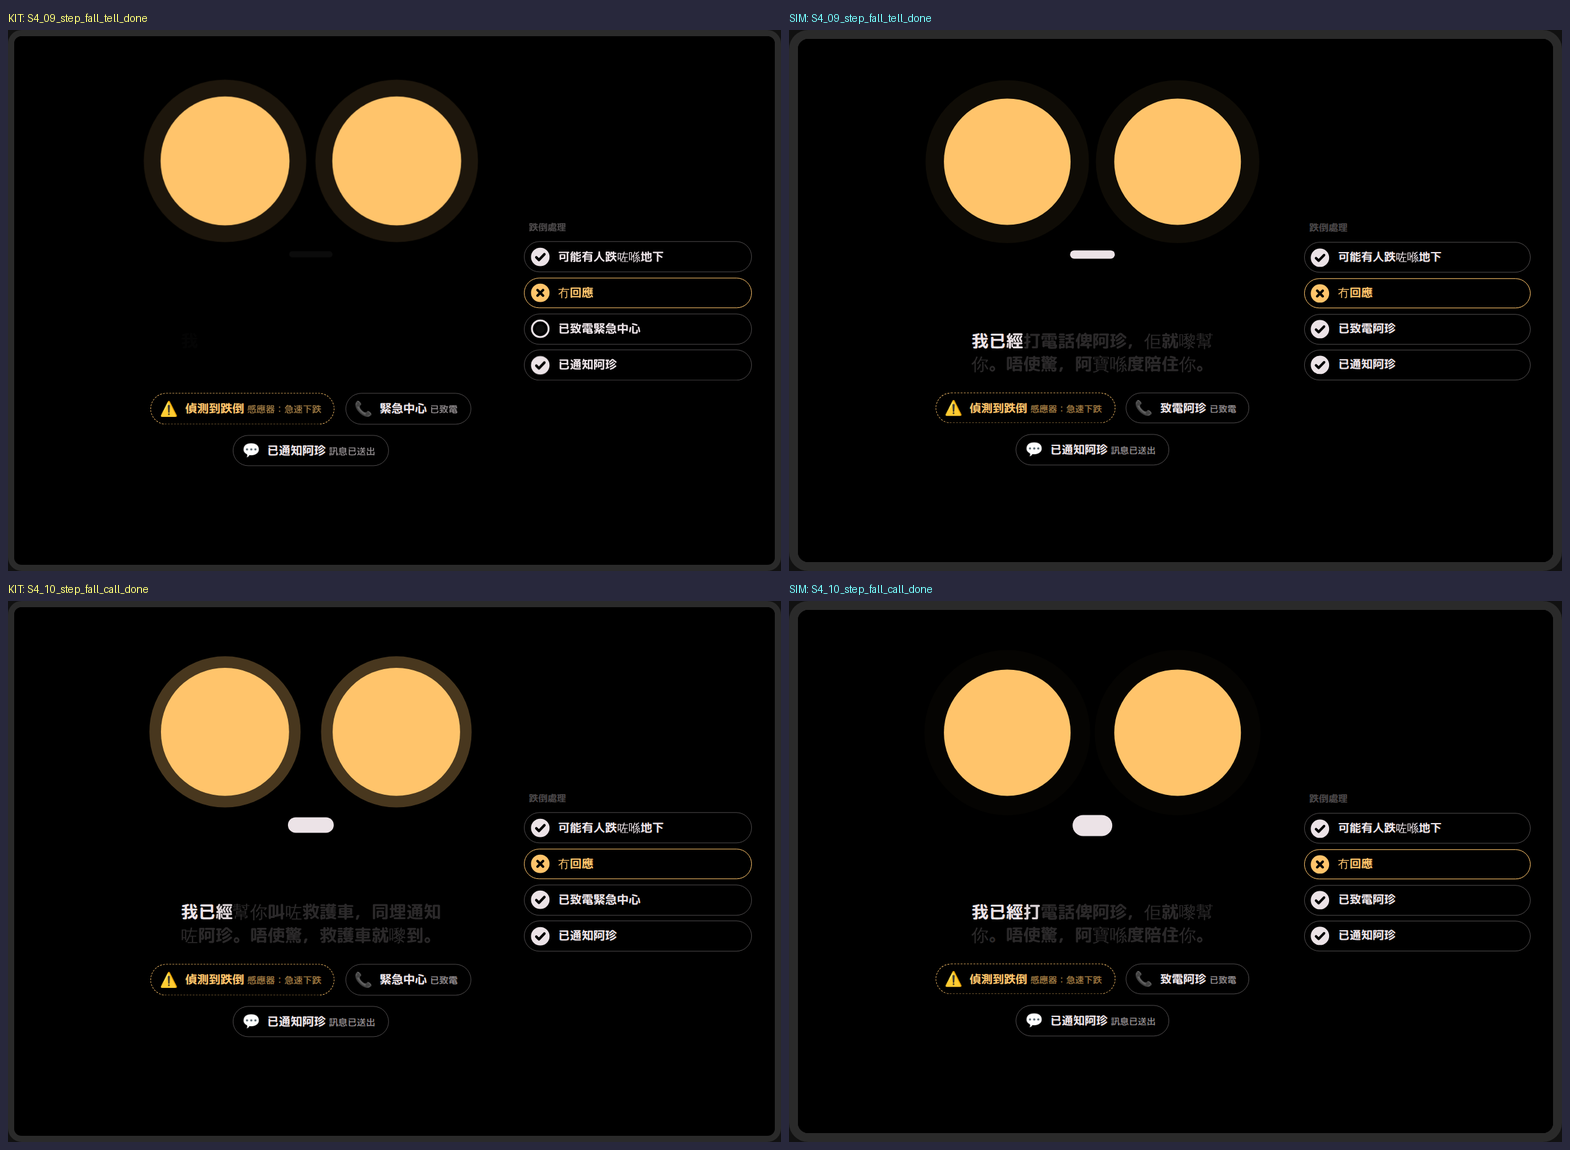 KIT: S4_09_step_fall_tell_done
跌倒處理
可能有人跌咗喺地下
冇回應
已致電緊急中心
已通知阿珍
⚠️ 偵測到跌倒 感應器：急速下跌
📞 緊急中心 已致電
💬 已通知阿珍 訊息已送出
SIM: S4_09_step_fall_tell_done
跌倒處理
可能有人跌咗喺地下
冇回應
已致電阿珍
已通知阿珍
我已經打電話俾阿珍，佢就嚟幫
你。唔使驚，阿寶喺度陪住你。
⚠️ 偵測到跌倒 感應器：急速下跌
📞 致電阿珍 已致電
💬 已通知阿珍 訊息已送出
KIT: S4_10_step_fall_call_done
跌倒處理
可能有人跌咗喺地下
冇回應
已致電緊急中心
已通知阿珍
我已經幫你叫咗救護車，同埋通知
咗阿珍。唔使驚，救護車就嚟到。
⚠️ 偵測到跌倒 感應器：急速下跌
📞 緊急中心 已致電
💬 已通知阿珍 訊息已送出
SIM: S4_10_step_fall_call_done
跌倒處理
可能有人跌咗喺地下
冇回應
已致電阿珍
已通知阿珍
我已經打電話俾阿珍，佢就嚟幫
你。唔使驚，阿寶喺度陪住你。
⚠️ 偵測到跌倒 感應器：急速下跌
📞 致電阿珍 已致電
💬 已通知阿珍 訊息已送出